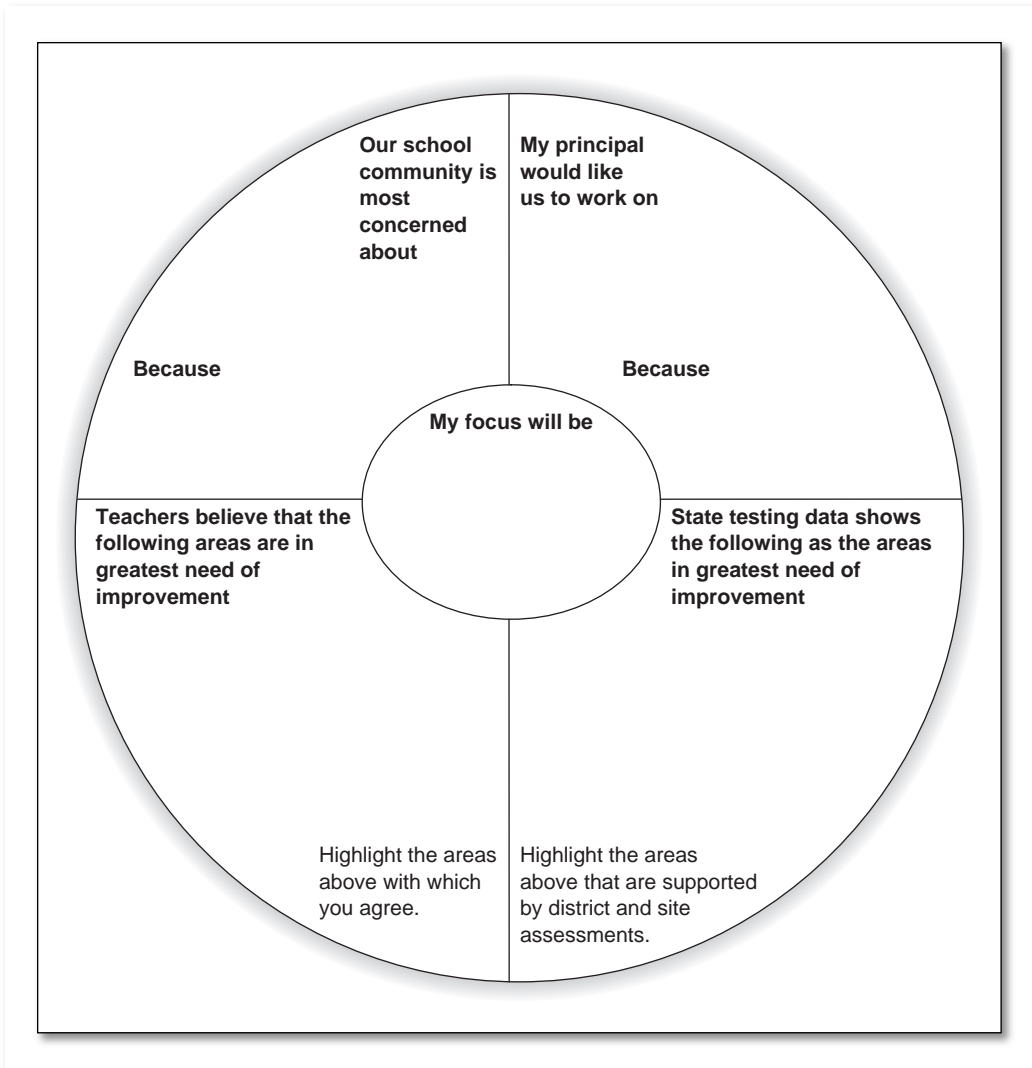 Our school
community is
most
concerned
about
Because
My principal
would like
us to work on
Because
My focus will be
Teachers believe that the
following areas are in
greatest need of
improvement
Highlight the areas
above with which
you agree.
State testing data shows
the following as the areas
in greatest need of
improvement
Highlight the areas
above that are supported
by district and site
assessments.